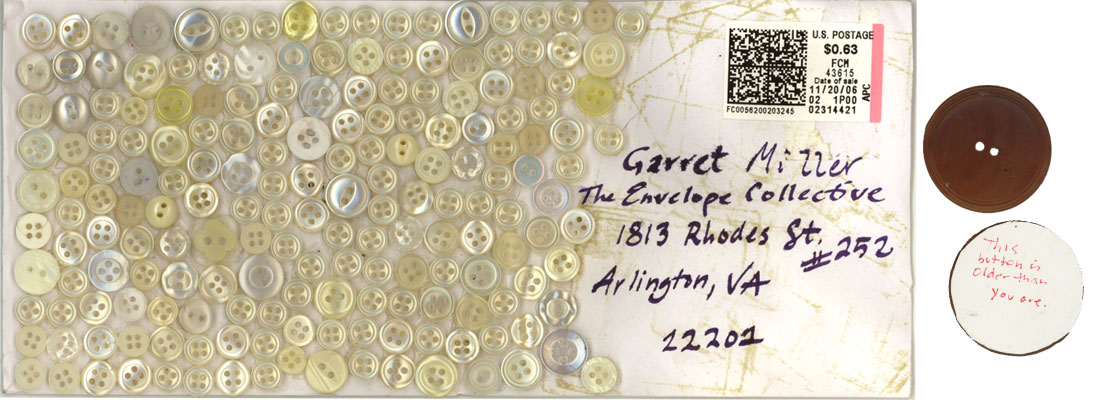 U.S. POSTAGE
$0.63
FCM
43615
Date of sale
11/20/06
02 1P00
02314421
APC
FC0056200203245
Garret Miller
The Envelope Collective
1813 Rhodes St.
#252
Arlington, VA
22201
This
button is
older than
you are.